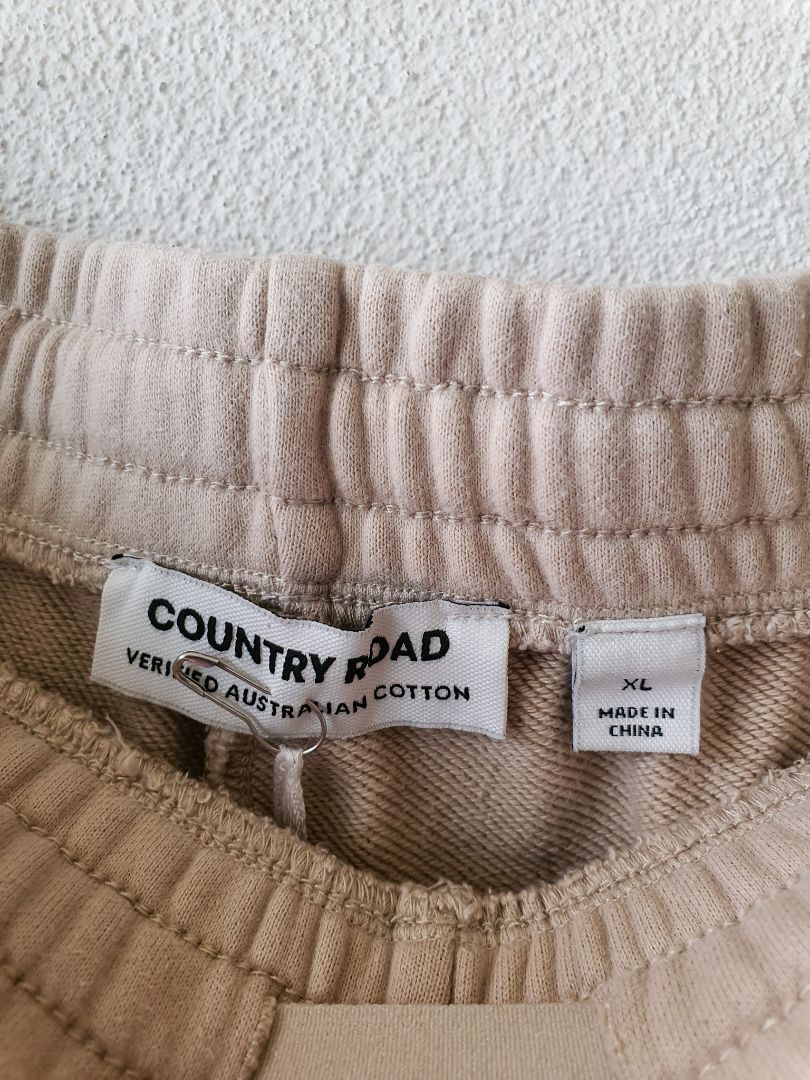 COUNTRY ROAD
VERIFIED AUSTRALIAN COTTON
XL
MADE IN
CHINA